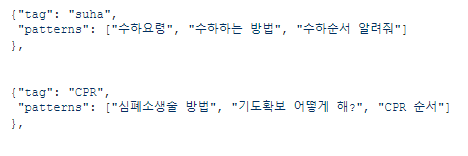 {"tag": "suha",
"patterns": ["수하요령", "수하하는 방법", "수하순서 알려줘"]
},
{"tag": "CPR",
"patterns": ["심폐소생술 방법", "기도확보 어떻게 해?", "CPR 순서"]
},